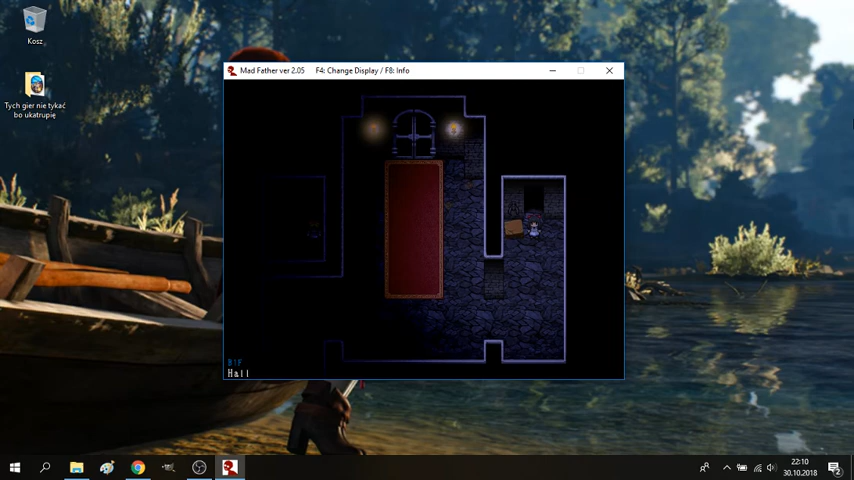 Kosz
Tych gier nie tykać
bo ukatrupię
Mad Father ver 2.05 F4: Change Display / F8: Info
B1F
Hall
22:10
30.10.2018
2